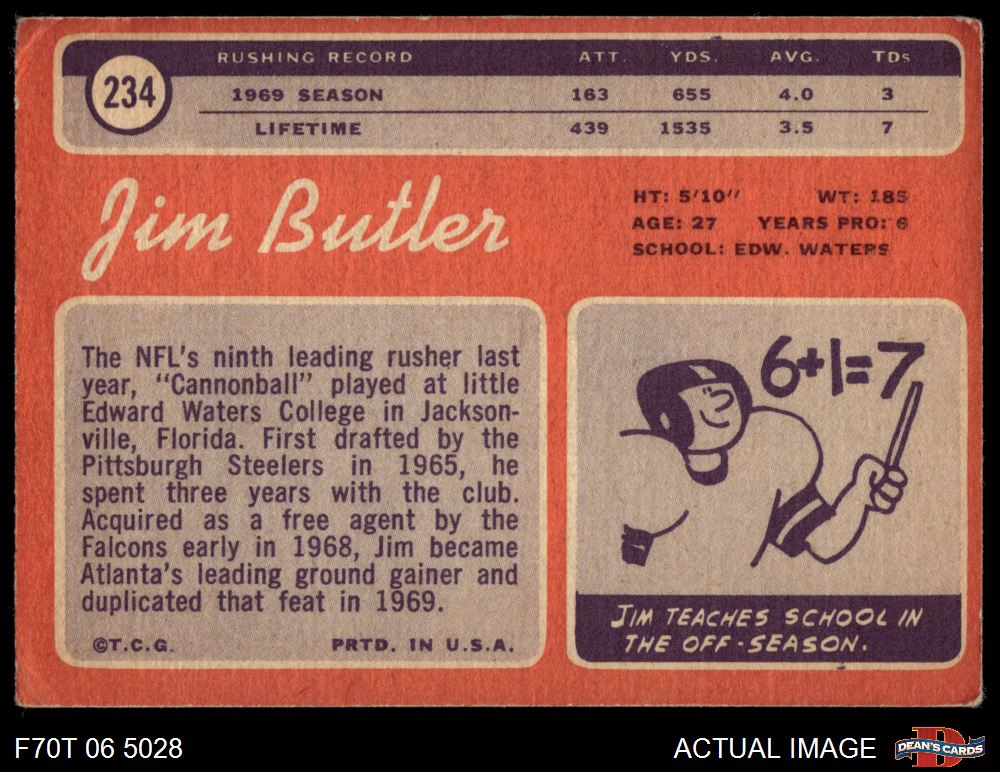 234
RUSHING RECORD ATT. YDS. AVG. TDs
1969 SEASON 163 655 4.0 3
LIFETIME 439 1535 3.5 7
Jim Butler
HT: 5'10" WT: 185
AGE: 27 YEARS PRO: 6
SCHOOL: EDW. WATERS
The NFL's ninth leading rusher last
year, "Cannonball" played at little
Edward Waters College in Jackson-
ville, Florida. First drafted by the
Pittsburgh Steelers in 1965, he
spent three years with the club.
Acquired as a free agent by the
Falcons early in 1968, Jim became
Atlanta's leading ground gainer and
duplicated that feat in 1969.
©T.C.G. PRTD. IN U.S.A.
6+1=7
JIM TEACHES SCHOOL IN
THE OFF-SEASON.
F70T 06 5028
ACTUAL IMAGE
D
DEAN'S CARDS